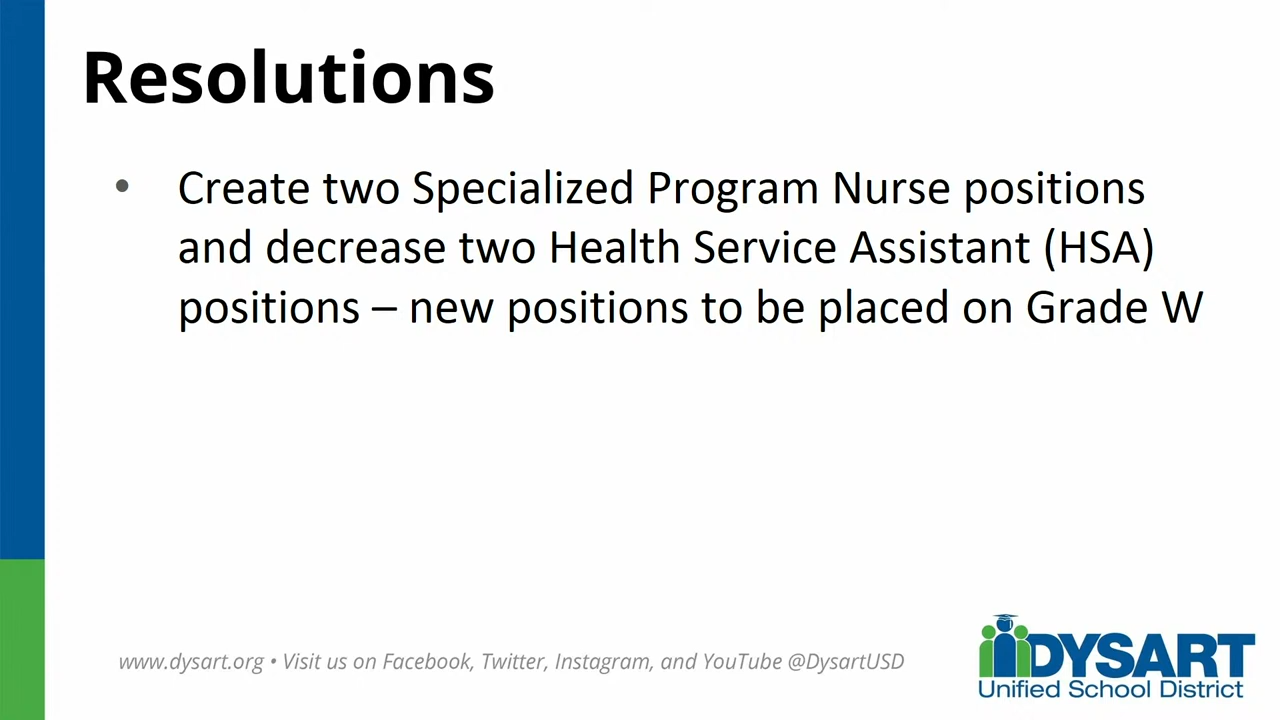 Resolutions
• Create two Specialized Program Nurse positions
and decrease two Health Service Assistant (HSA)
positions – new positions to be placed on Grade W
www.dysart.org • Visit us on Facebook, Twitter, Instagram, and YouTube @DysartUSD
DYSART
Unified School District